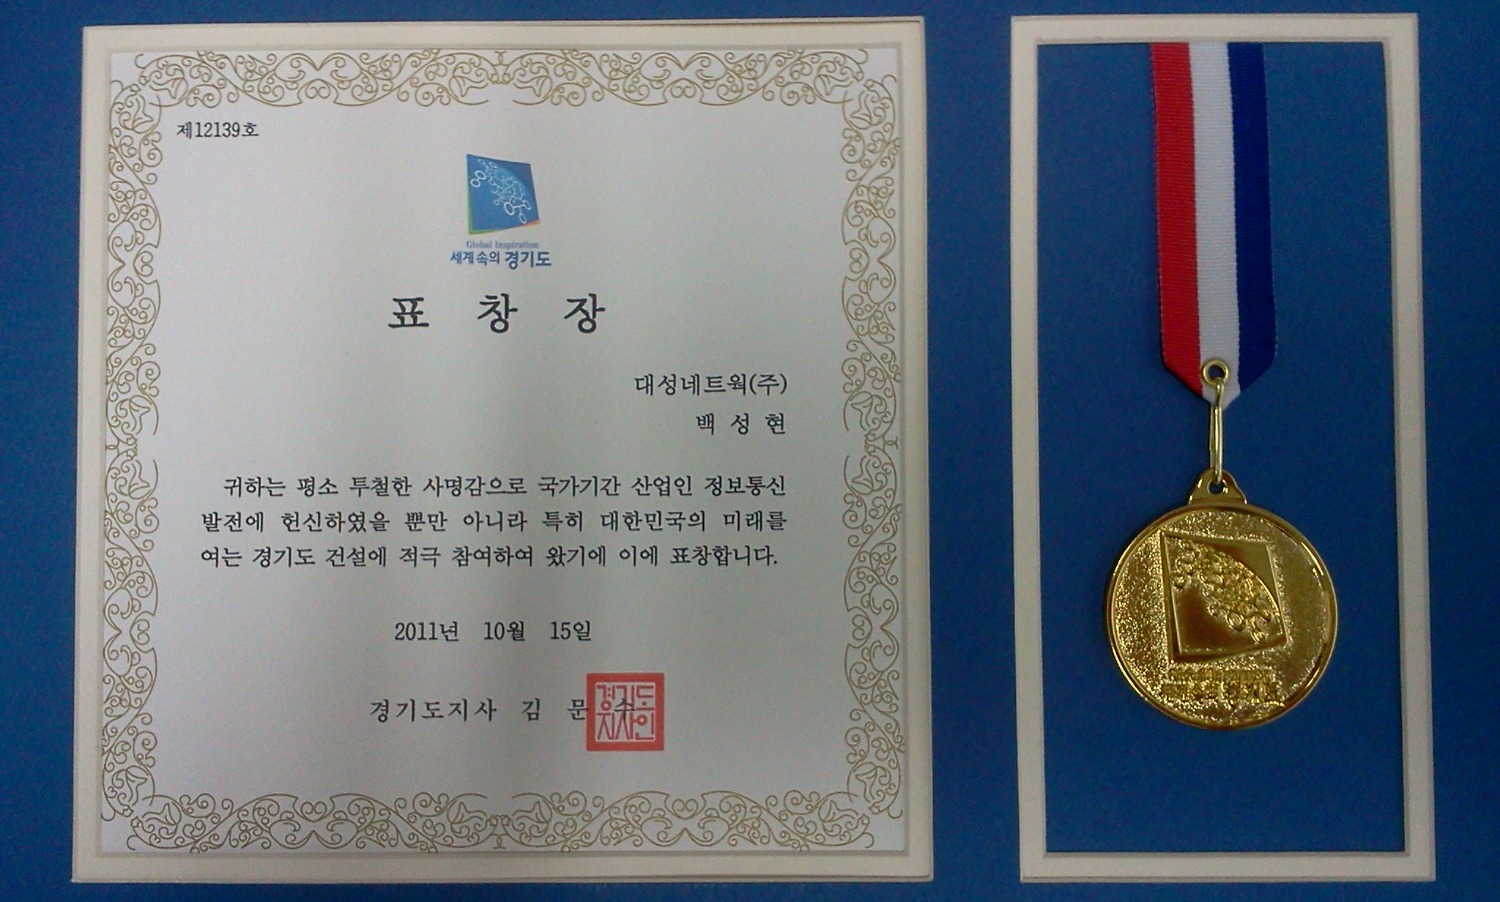 제12139호
Global Inspiration
세계속의 경기도
표 창 장
대성네트웍(주)
백 성 현
귀하는 평소 투철한 사명감으로 국가기간 산업인 정보통신
발전에 헌신하였을 뿐만 아니라 특히 대한민국의 미래를
여는 경기도 건설에 적극 참여하여 왔기에 이에 표창합니다.
2011년 10월 15일
경기도지사 김 문 수
경기도
지사인
경기도